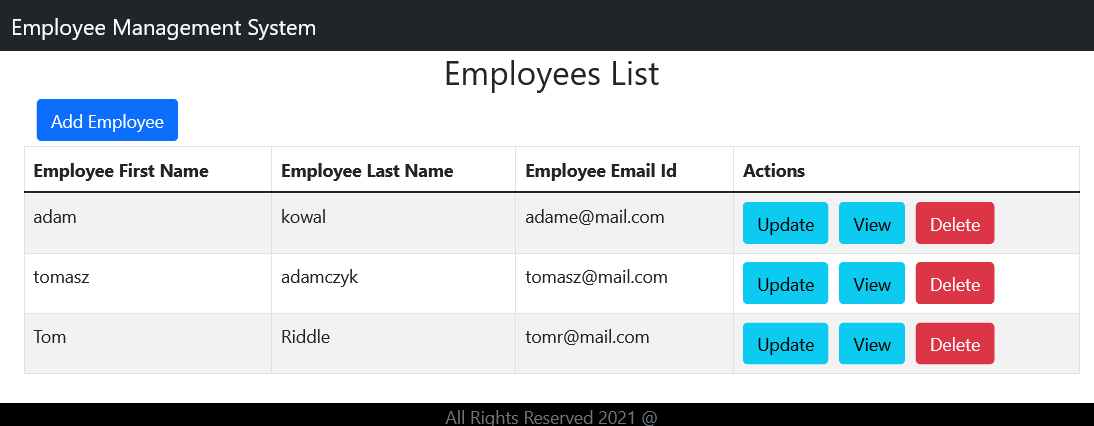 Employee Management System
Employees List
Add Employee
Employee First Name Employee Last Name Employee Email Id Actions
adam kowal adame@mail.com Update View Delete
tomasz adamczyk tomasz@mail.com Update View Delete
Tom Riddle tomr@mail.com Update View Delete
All Rights Reserved 2021 @